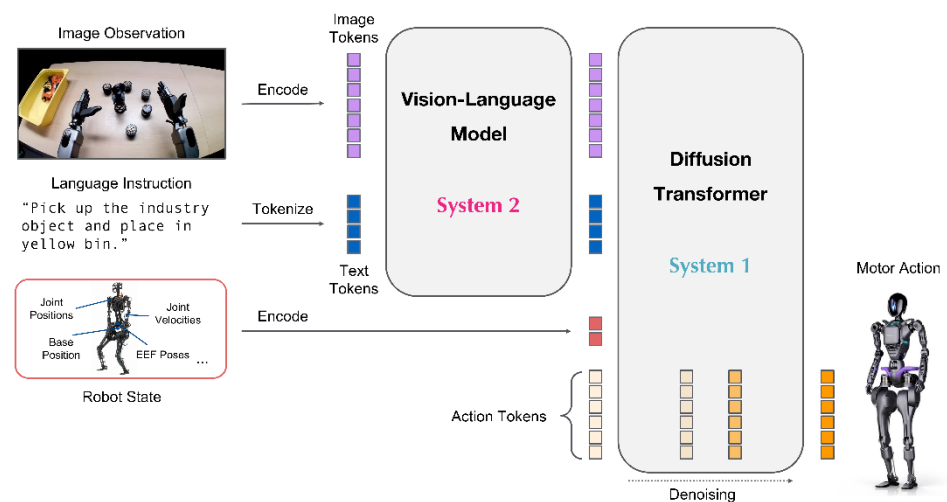 Image Observation
Encode
Image
Tokens
Vision-Language
Model
System 2
Diffusion
Transformer
System 1
Language Instruction
"Pick up the industry
object and place in
yellow bin."
Tokenize
Text
Tokens
Joint
Positions
Joint
Velocities
Base
Position
EEF Poses ...
Robot State
Encode
Action Tokens
Denoising
Motor Action